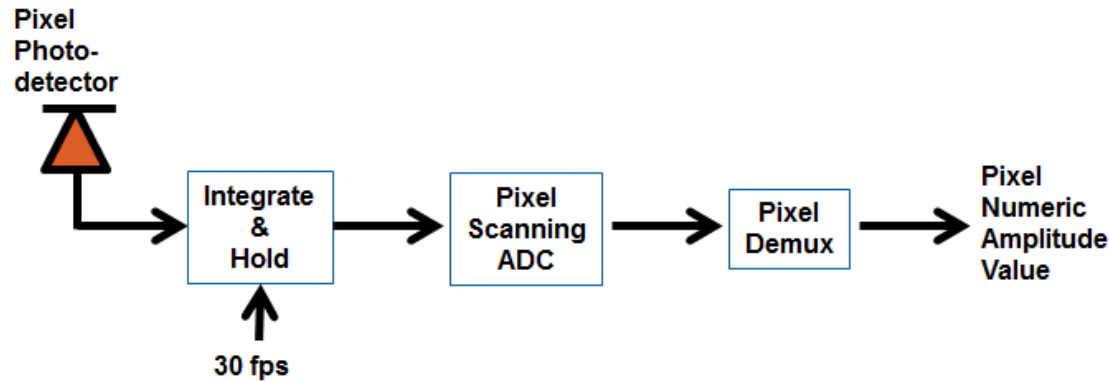 Pixel
Photo-
detector
Integrate
&
Hold
30 fps
Pixel
Scanning
ADC
Pixel
Demux
Pixel
Numeric
Amplitude
Value